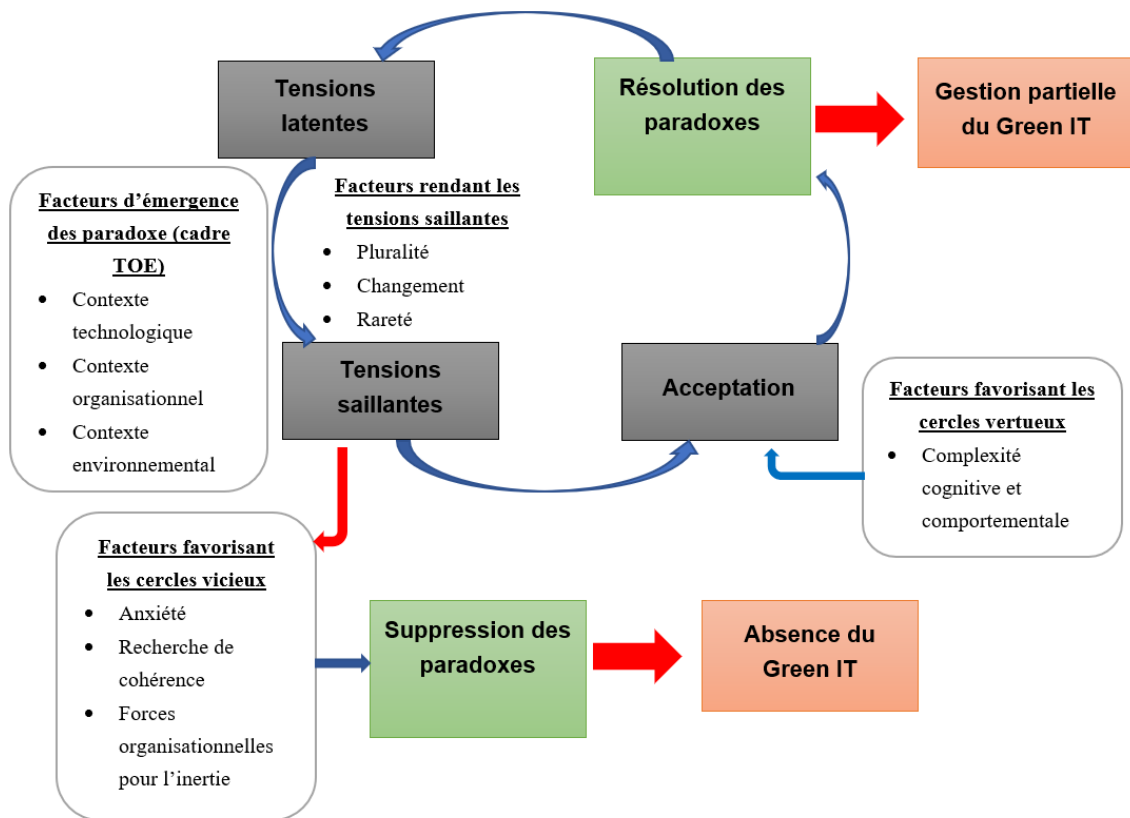 Tensions
latentes
Résolution des
paradoxes
Gestion partielle
du Green IT
Facteurs d’émergence
des paradoxe (cadre
TOE)
• Contexte
technologique
• Contexte
organisationnel
• Contexte
environnemental
Facteurs rendant les
tensions saillantes
• Pluralité
• Changement
• Rareté
Tensions
saillantes
Acceptation
Facteurs favorisant les
cercles vertueux
• Complexité
cognitive et
comportementale
Facteurs favorisant
les cercles vicieux
• Anxiété
• Recherche de
cohérence
• Forces
organisationnelles
pour l’inertie
Suppression des
paradoxes
Absence du
Green IT